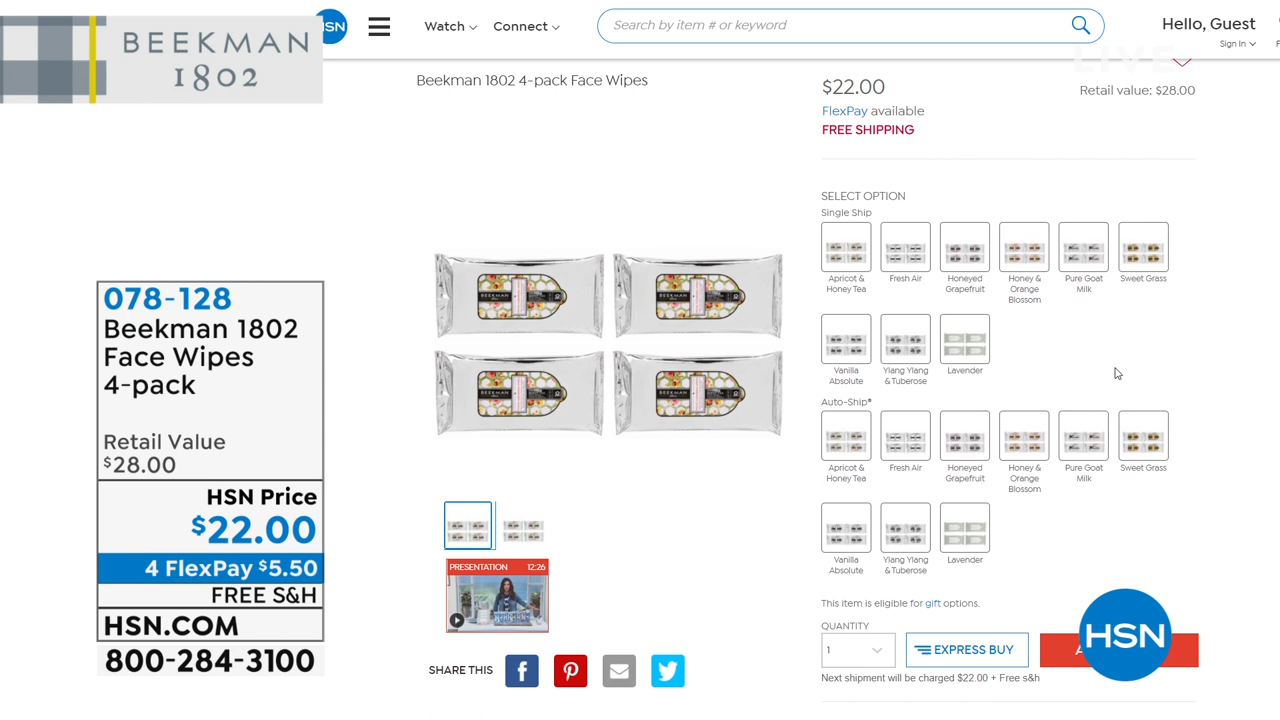 BEEKMAN
1802
HSN
Watch
Connect
Search by item # or keyword
Hello, Guest
Sign In
LIVE
Beekman 1802 4-pack Face Wipes
$22.00
Retail value: $28.00
FlexPay available
FREE SHIPPING
SELECT OPTION
Single Ship
Apricot & Honey Tea
Fresh Air
Honeyed Grapefruit
Honey & Orange Blossom
Pure Goat Milk
Sweet Grass
Vanilla Absolute
Ylang Ylang & Tuberose
Lavender
Auto-Ship®
Apricot & Honey Tea
Fresh Air
Honeyed Grapefruit
Honey & Orange Blossom
Pure Goat Milk
Sweet Grass
Vanilla Absolute
Ylang Ylang & Tuberose
Lavender
This item is eligible for gift options.
QUANTITY
1
EXPRESS BUY
HSN
Next shipment will be charged $22.00 + Free s&h
BEEKMAN
BEEKMAN
BEEKMAN
BEEKMAN
PRESENTATION 12:26
SHARE THIS
078-128
Beekman 1802
Face Wipes
4-pack
Retail Value
$28.00
HSN Price
$22.00
4 FlexPay $5.50
FREE S&H
HSN.COM
800-284-3100